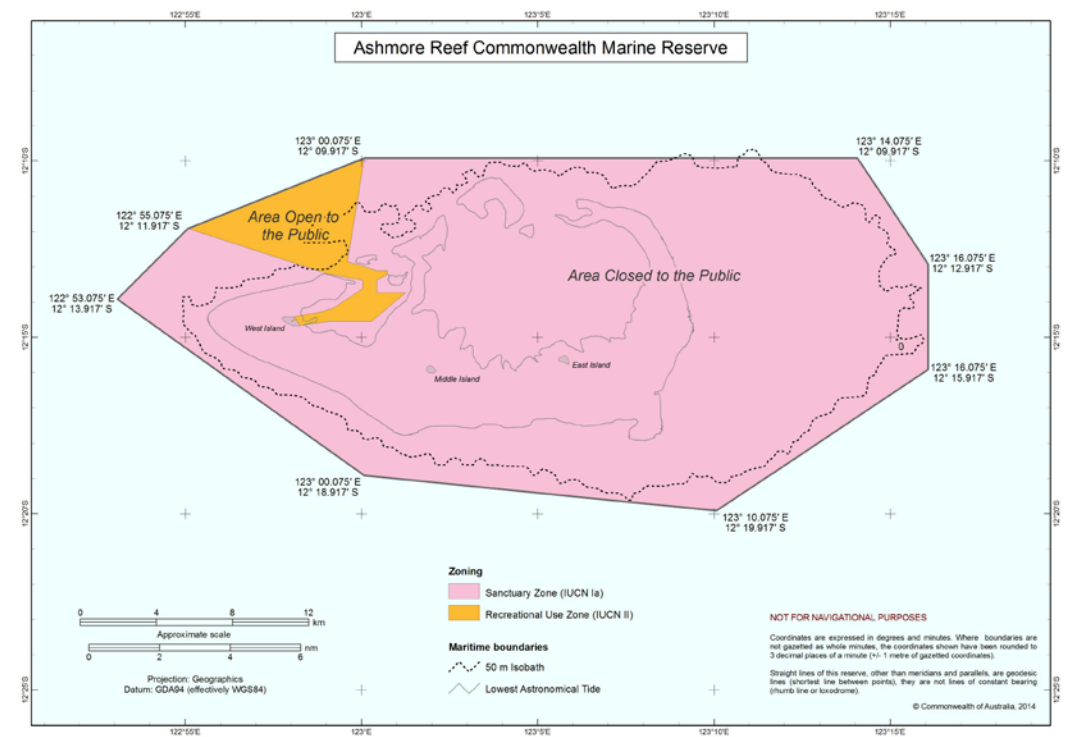 122°55'E 123°E 123°5'E 123°10'E 123°15'E
Ashmore Reef Commonwealth Marine Reserve
123° 00.075' E
12° 09.917' S
123° 14.075' E
12° 09.917' S
12°10'S 12°10'S
122° 55.075' E
12° 11.917' S
Area Open to
the Public
123° 16.075' E
12° 12.917' S
Area Closed to the Public
122° 53.075' E
12° 13.917' S
West Island
12°15'S 12°15'S
0
East Island
Middle Island
123° 16.075' E
12° 15.917' S
123° 00.075' E
12° 18.917' S
123° 10.075' E
12° 19.917' S
12°20'S 12°20'S
Zoning
Sanctuary Zone (IUCN Ia)
Recreational Use Zone (IUCN II)
Maritime boundaries
50 m Isobath
Lowest Astronomical Tide
0 4 8 12
km
Approximate scale
0 2 4 6
nm
Projection: Geographics
Datum: GDA94 (effectively WGS84)
NOT FOR NAVIGATIONAL PURPOSES
Coordinates are expressed in degrees and minutes. Where boundaries are
not gazetted as whole minutes, the coordinates shown have been rounded to
3 decimal places of a minute (+/- 1 metre of gazetted coordinates).
Straight lines of this reserve, other than meridians and parallels, are geodesic
lines (shortest line between points), they are not lines of constant bearing
(rhumb line or loxodrome).
© Commonwealth of Australia, 2014
12°25'S 12°25'S
122°55'E 123°E 123°5'E 123°10'E 123°15'E